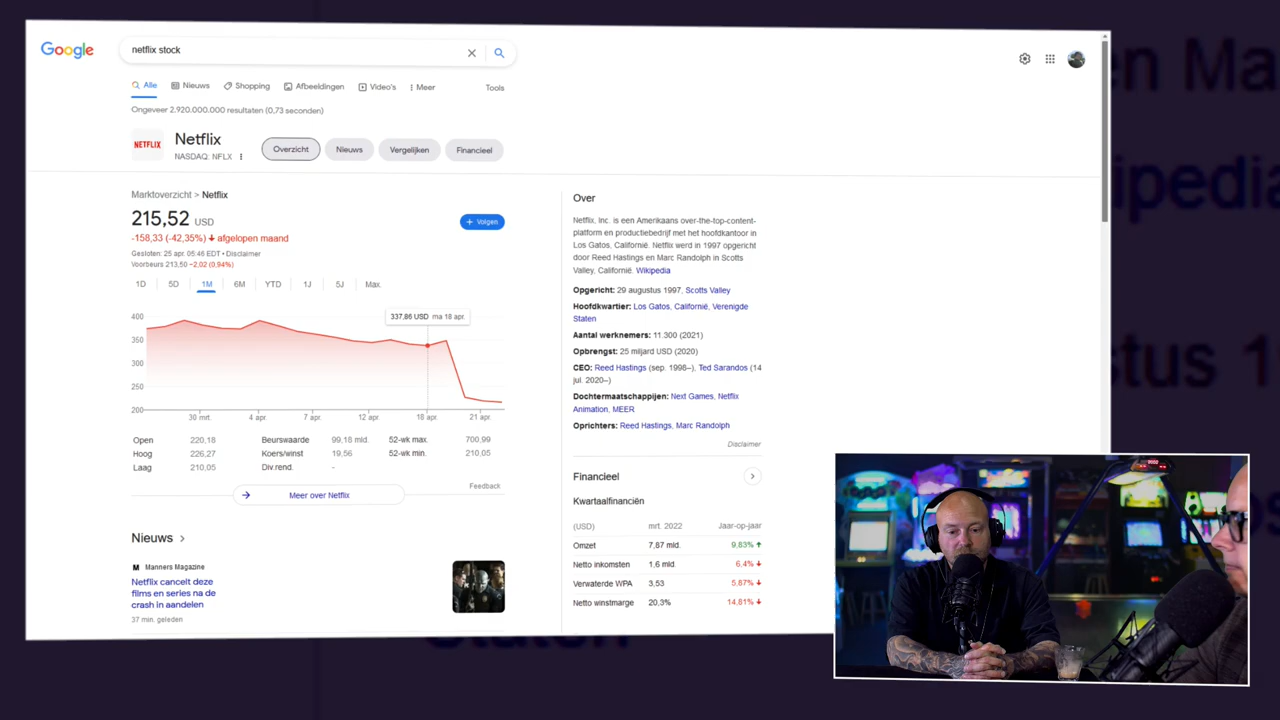 Google
netflix stock
Alle
Nieuws
Shopping
Afbeeldingen
Video's
Meer
Tools
Ongeveer 2.920.000.000 resultaten (0,73 seconden)
NETFLIX
Netflix
NASDAQ: NFLX
Overzicht
Nieuws
Vergelijken
Financieel
Marktoverzicht > Netflix
215,52 USD
+ Volgen
-158,33 (-42,35%) afgelopen maand
Gesloten: 25 apr. 05:46 EDT • Disclaimer
Voorbeurs 213,50 −2,02 (0,94%)
1D
5D
1M
6M
YTD
1J
5J
Max.
337,86 USD ma 18 apr.
400
350
300
250
200
30 mrt.
4 apr.
7 apr.
12 apr.
18 apr.
21 apr.
Open 220,18 Beurswaarde 99,18 mld. 52-wk max. 700,99
Hoog 226,27 Koers/winst 19,56 52-wk min. 210,05
Laag 210,05 Div.rend. -
Feedback
Meer over Netflix
Nieuws
M Manners Magazine
Netflix cancelt deze
films en series na de
crash in aandelen
37 min. geleden
Over
Netflix, Inc. is een Amerikaans over-the-top-content-
platform en productiebedrijf met het hoofdkantoor in
Los Gatos, Californië. Netflix werd in 1997 opgericht
door Reed Hastings en Marc Randolph in Scotts
Valley, Californië. Wikipedia
Opgericht: 29 augustus 1997, Scotts Valley
Hoofdkwartier: Los Gatos, Californië, Verenigde
Staten
Aantal werknemers: 11.300 (2021)
Opbrengst: 25 miljard USD (2020)
CEO: Reed Hastings (sep. 1998–), Ted Sarandos (14
jul. 2020–)
Dochtermaatschappijen: Next Games, Netflix
Animation, MEER
Oprichters: Reed Hastings, Marc Randolph
Disclaimer
Financieel
Kwartaalfinanciën
(USD) mrt. 2022 Jaar-op-jaar
Omzet 7,87 mld. 9,83%
Netto inkomsten 1,6 mld. 6,4%
Verwaterde WPA 3,53 5,67%
Netto winstmarge 20,3% 14,81%